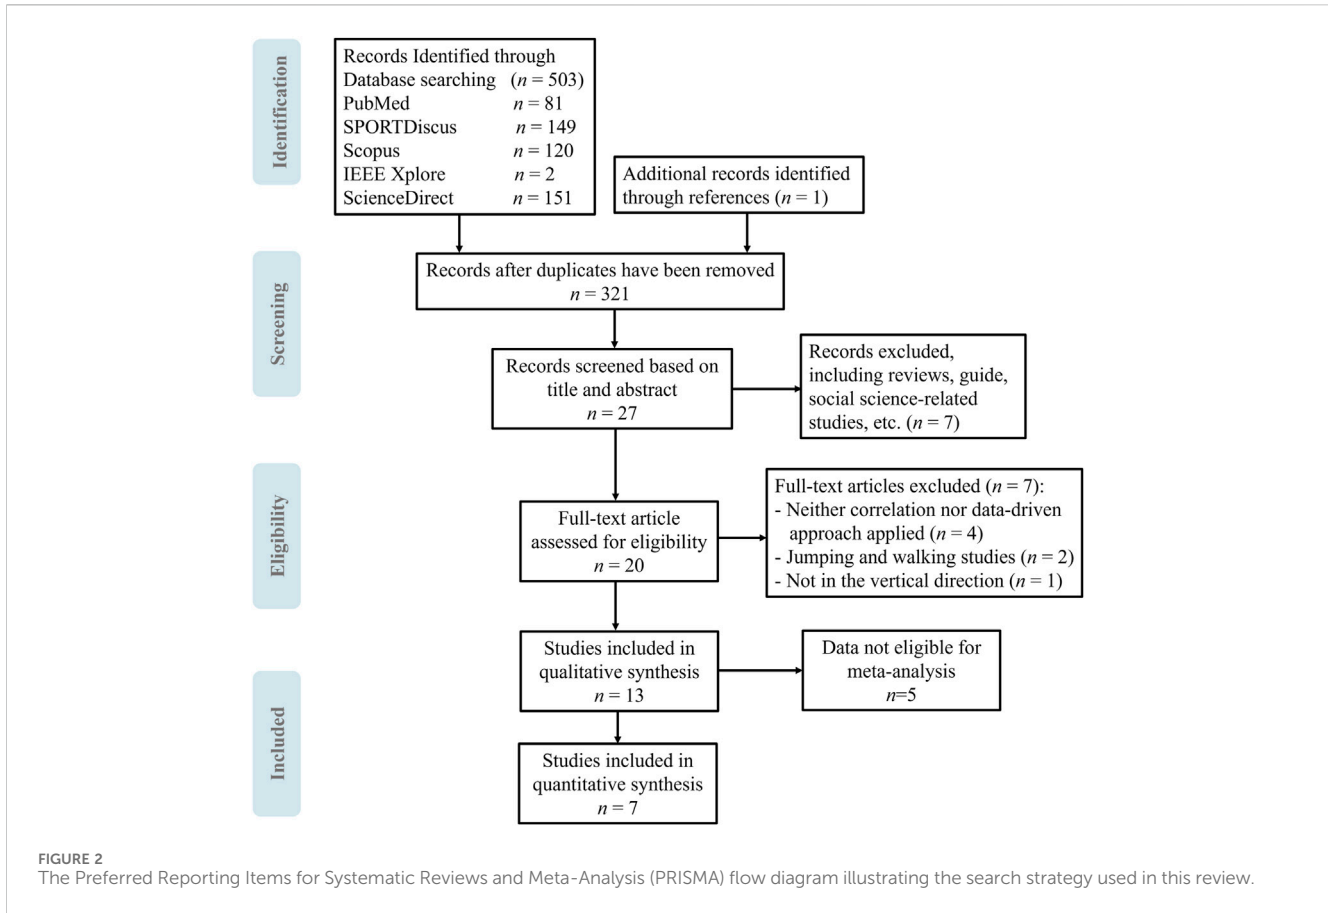 Identification
Records Identified through
Database searching (n = 503)
PubMed n = 81
SPORTDiscus n = 149
Scopus n = 120
IEEE Xplore n = 2
ScienceDirect n = 151
Additional records identified
through references (n = 1)
Screening
Records after duplicates have been removed
n = 321
Records screened based on
title and abstract
n = 27
Records excluded,
including reviews, guide,
social science-related
studies, etc. (n = 7)
Eligibility
Full-text article
assessed for eligibility
n = 20
Full-text articles excluded (n = 7):
- Neither correlation nor data-driven
approach applied (n = 4)
- Jumping and walking studies (n = 2)
- Not in the vertical direction (n = 1)
Included
Studies included in
qualitative synthesis
n = 13
Data not eligible for
meta-analysis
n=5
Studies included in
quantitative synthesis
n = 7
FIGURE 2
The Preferred Reporting Items for Systematic Reviews and Meta-Analysis (PRISMA) flow diagram illustrating the search strategy used in this review.